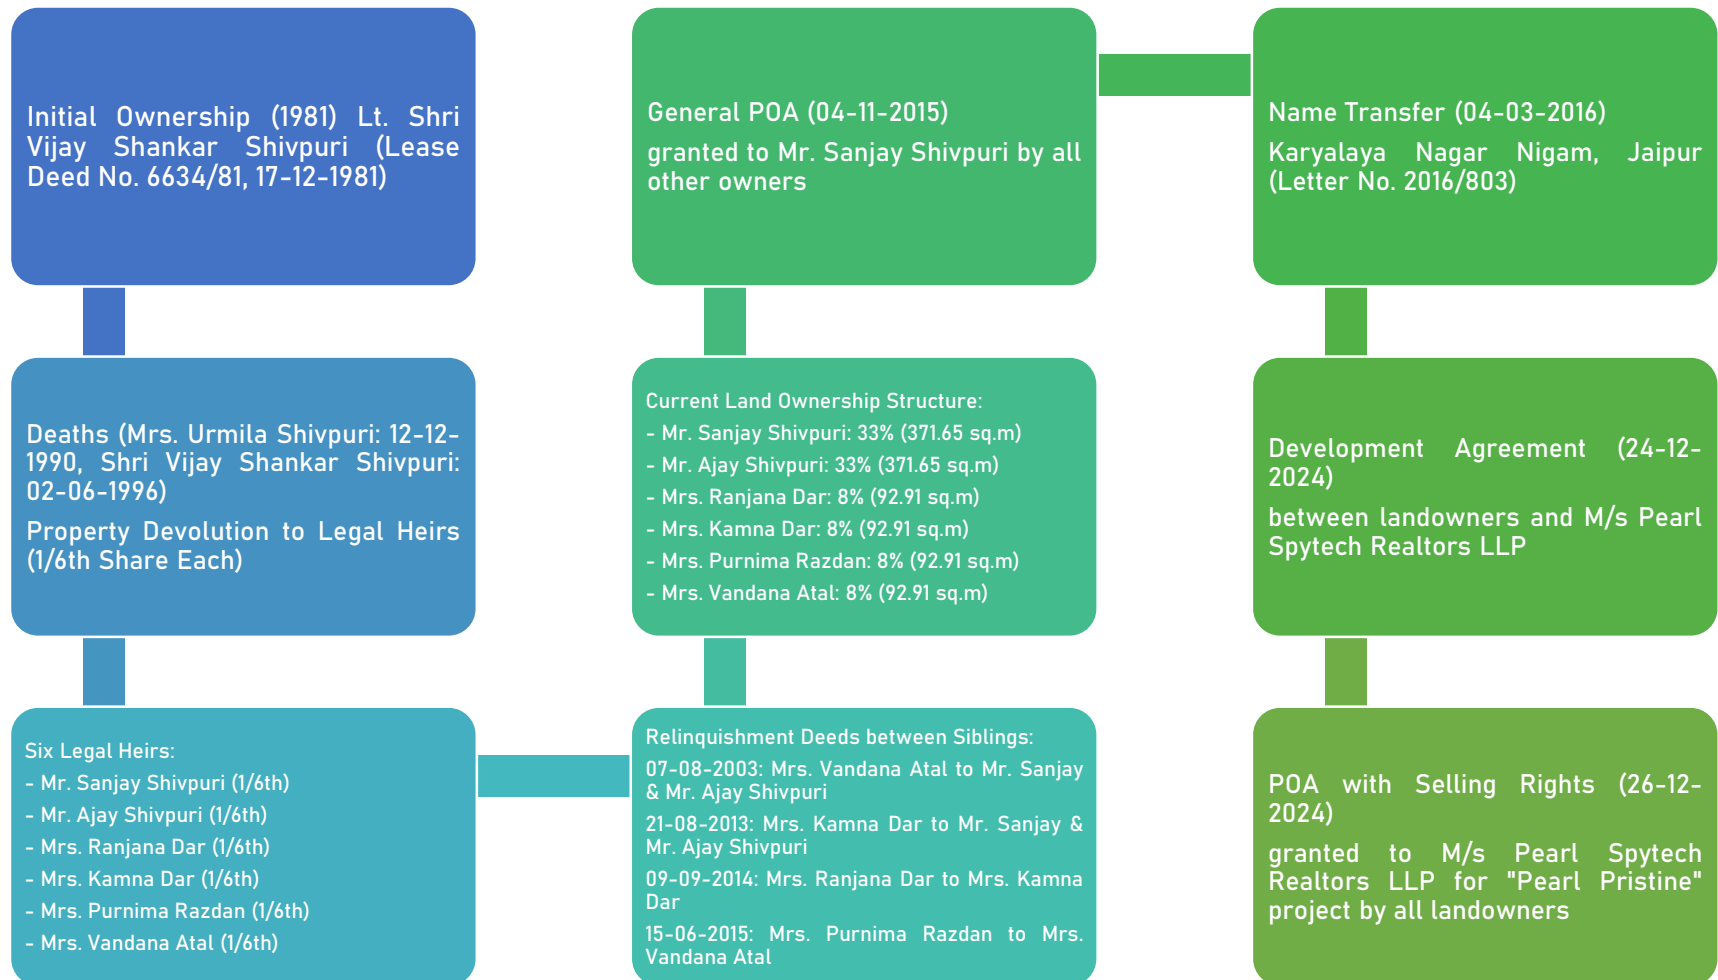 Initial Ownership (1981) Lt. Shri
Vijay Shankar Shivpuri (Lease
Deed No. 6634/81, 17-12-1981)
Deaths (Mrs. Urmila Shivpuri: 12-12-
1990, Shri Vijay Shankar Shivpuri:
02-06-1996)
Property Devolution to Legal Heirs
(1/6th Share Each)
Six Legal Heirs:
- Mr. Sanjay Shivpuri (1/6th)
- Mr. Ajay Shivpuri (1/6th)
- Mrs. Ranjana Dar (1/6th)
- Mrs. Kamna Dar (1/6th)
- Mrs. Purnima Razdan (1/6th)
- Mrs. Vandana Atal (1/6th)
Relinquishment Deeds between Siblings:
07-08-2003: Mrs. Vandana Atal to Mr. Sanjay
& Mr. Ajay Shivpuri
21-08-2013: Mrs. Kamna Dar to Mr. Sanjay &
Mr. Ajay Shivpuri
09-09-2014: Mrs. Ranjana Dar to Mrs. Kamna
Dar
15-06-2015: Mrs. Purnima Razdan to Mrs.
Vandana Atal
Current Land Ownership Structure:
- Mr. Sanjay Shivpuri: 33% (371.65 sq.m)
- Mr. Ajay Shivpuri: 33% (371.65 sq.m)
- Mrs. Ranjana Dar: 8% (92.91 sq.m)
- Mrs. Kamna Dar: 8% (92.91 sq.m)
- Mrs. Purnima Razdan: 8% (92.91 sq.m)
- Mrs. Vandana Atal: 8% (92.91 sq.m)
General POA (04-11-2015)
granted to Mr. Sanjay Shivpuri by all
other owners
Name Transfer (04-03-2016)
Karyalaya Nagar Nigam, Jaipur
(Letter No. 2016/803)
Development Agreement (24-12-
2024)
between landowners and M/s Pearl
Spytech Realtors LLP
POA with Selling Rights (26-12-
2024)
granted to M/s Pearl Spytech
Realtors LLP for "Pearl Pristine"
project by all landowners